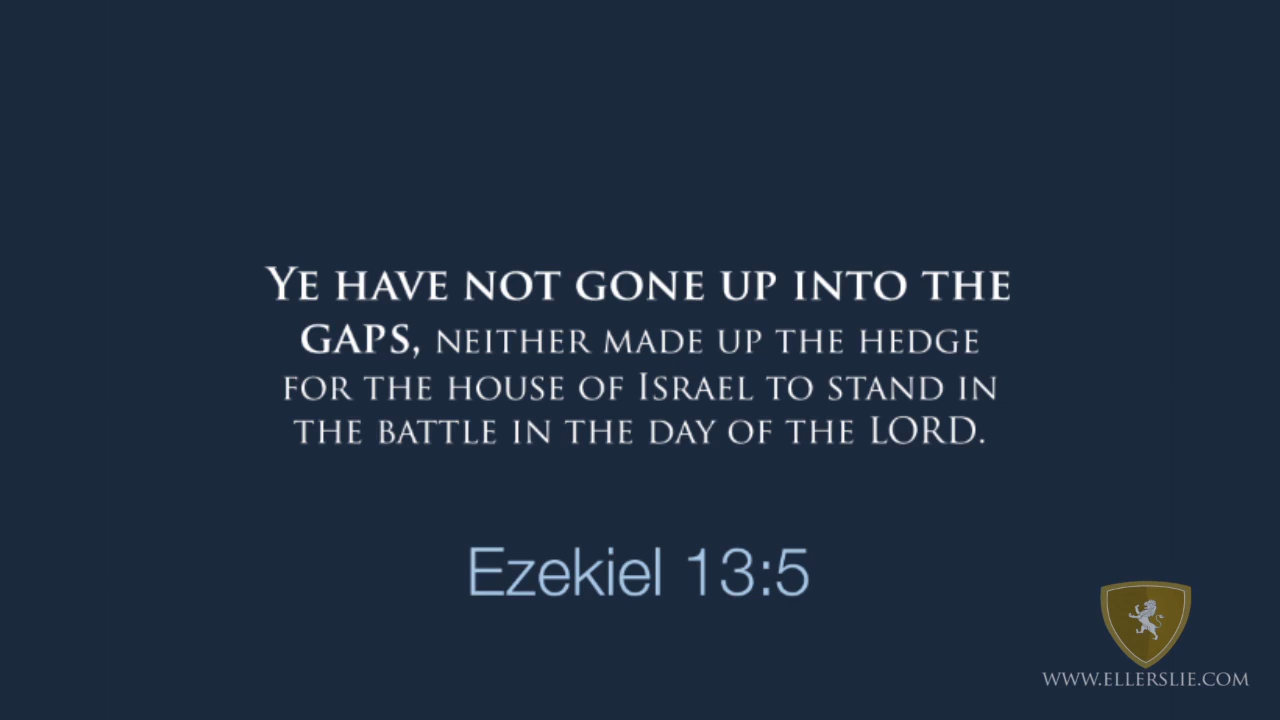 Ye have not gone up into the
gaps, neither made up the hedge
for the house of Israel to stand in
the battle in the day of the LORD.
Ezekiel 13:5
www.ellerslie.com